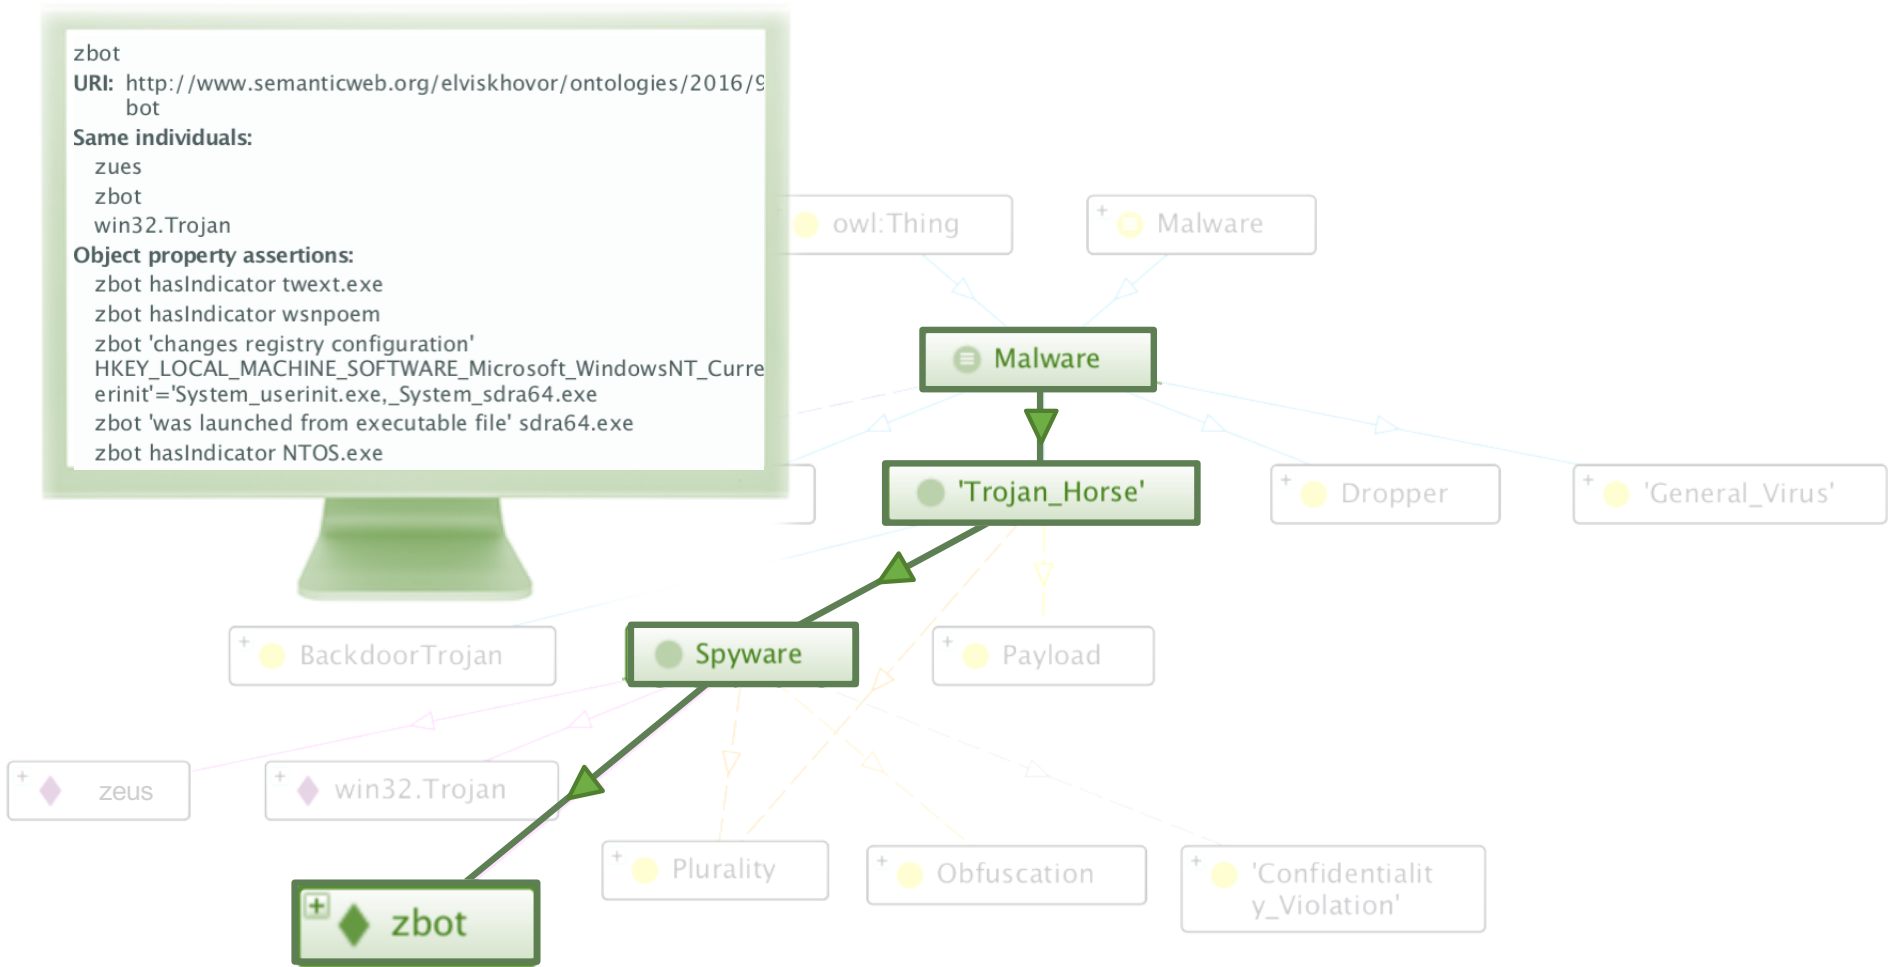 zbot
URI: http://www.semanticweb.org/elviskhovor/ontologies/2016/9
bot
Same individuals:
zues
zbot
win32.Trojan
Object property assertions:
zbot hasIndicator twext.exe
zbot hasIndicator wsnpoem
zbot 'changes registry configuration'
HKEY_LOCAL_MACHINE_SOFTWARE_Microsoft_WindowsNT_Curre
erinit'='System_userinit.exe,_System_sdra64.exe
zbot 'was launched from executable file' sdra64.exe
zbot hasIndicator NTOS.exe
owl:Thing
Malware
Malware
'Trojan_Horse'
Dropper
'General_Virus'
BackdoorTrojan
Spyware
Payload
zeus
win32.Trojan
Plurality
Obfuscation
'Confidentialit
y_Violation'
zbot